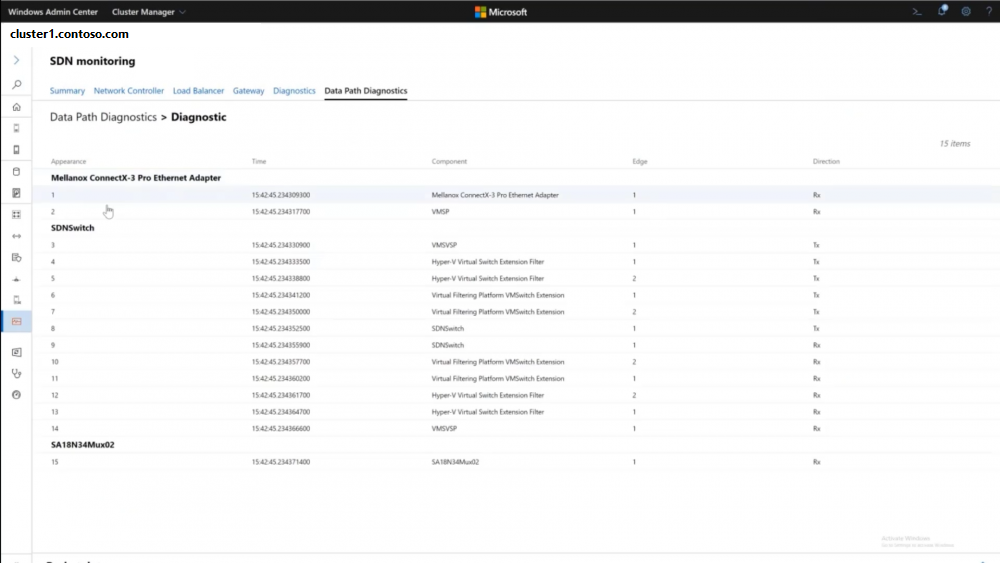 Windows Admin Center Cluster Manager Microsoft
cluster1.contoso.com
SDN monitoring
Summary Network Controller Load Balancer Gateway Diagnostics Data Path Diagnostics
Data Path Diagnostics > Diagnostic
15 items
Appearance Time Component Edge Direction
Mellanox ConnectX-3 Pro Ethernet Adapter
1 15:42:45.234309300 Mellanox ConnectX-3 Pro Ethernet Adapter 1 Rx
2 15:42:45.234317700 VMSP 1 Rx
SDNSwitch
3 15:42:45.234330900 VMSVSP 1 Tx
4 15:42:45.234333500 Hyper-V Virtual Switch Extension Filter 1 Tx
5 15:42:45.234338800 Hyper-V Virtual Switch Extension Filter 2 Tx
6 15:42:45.234341200 Virtual Filtering Platform VMSwitch Extension 1 Tx
7 15:42:45.234350000 Virtual Filtering Platform VMSwitch Extension 2 Tx
8 15:42:45.234352500 SDNSwitch 1 Tx
9 15:42:45.234355900 SDNSwitch 1 Rx
10 15:42:45.234357700 Virtual Filtering Platform VMSwitch Extension 2 Rx
11 15:42:45.234360200 Virtual Filtering Platform VMSwitch Extension 1 Rx
12 15:42:45.234361700 Hyper-V Virtual Switch Extension Filter 2 Rx
13 15:42:45.234364700 Hyper-V Virtual Switch Extension Filter 1 Rx
14 15:42:45.234366600 VMSVSP 1 Rx
SA18N34Mux02
15 15:42:45.234371400 SA18N34Mux02 1 Rx
Activate Windows
Go to Settings to activate Windows.